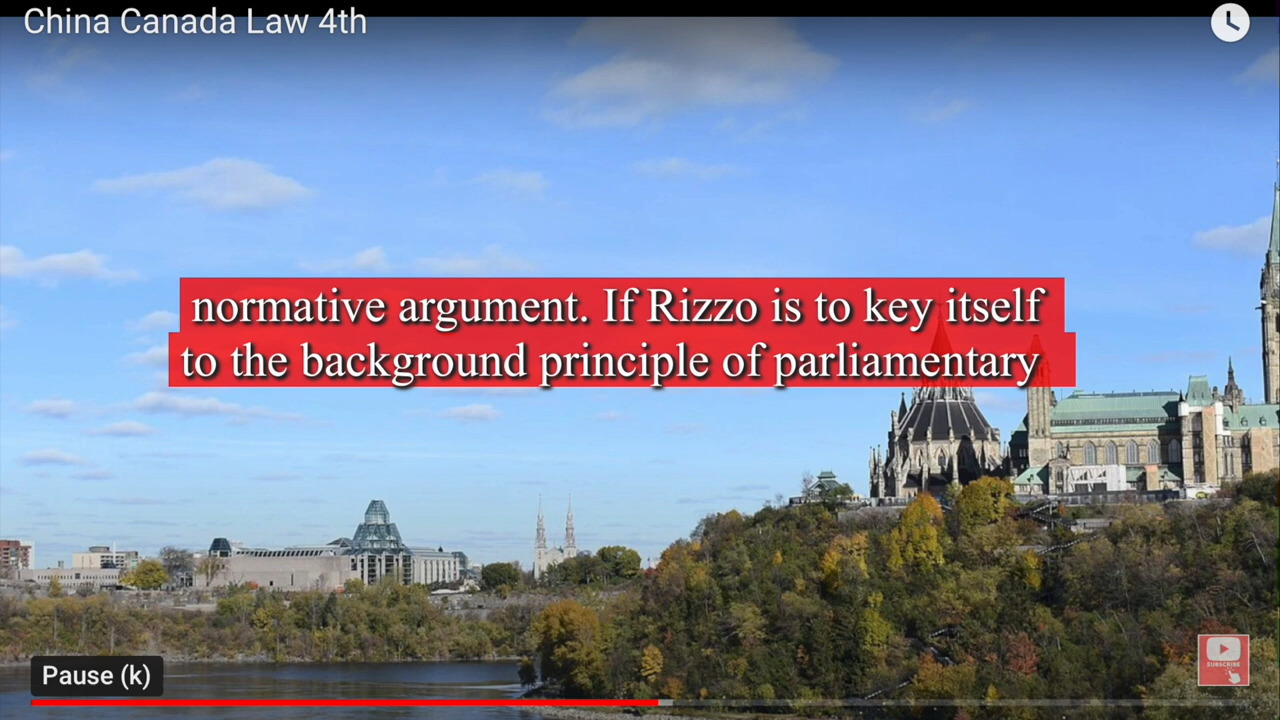 China Canada Law 4th
normative argument. If Rizzo is to key itself
to the background principle of parliamentary
Pause (k)
SUBSCRIBE